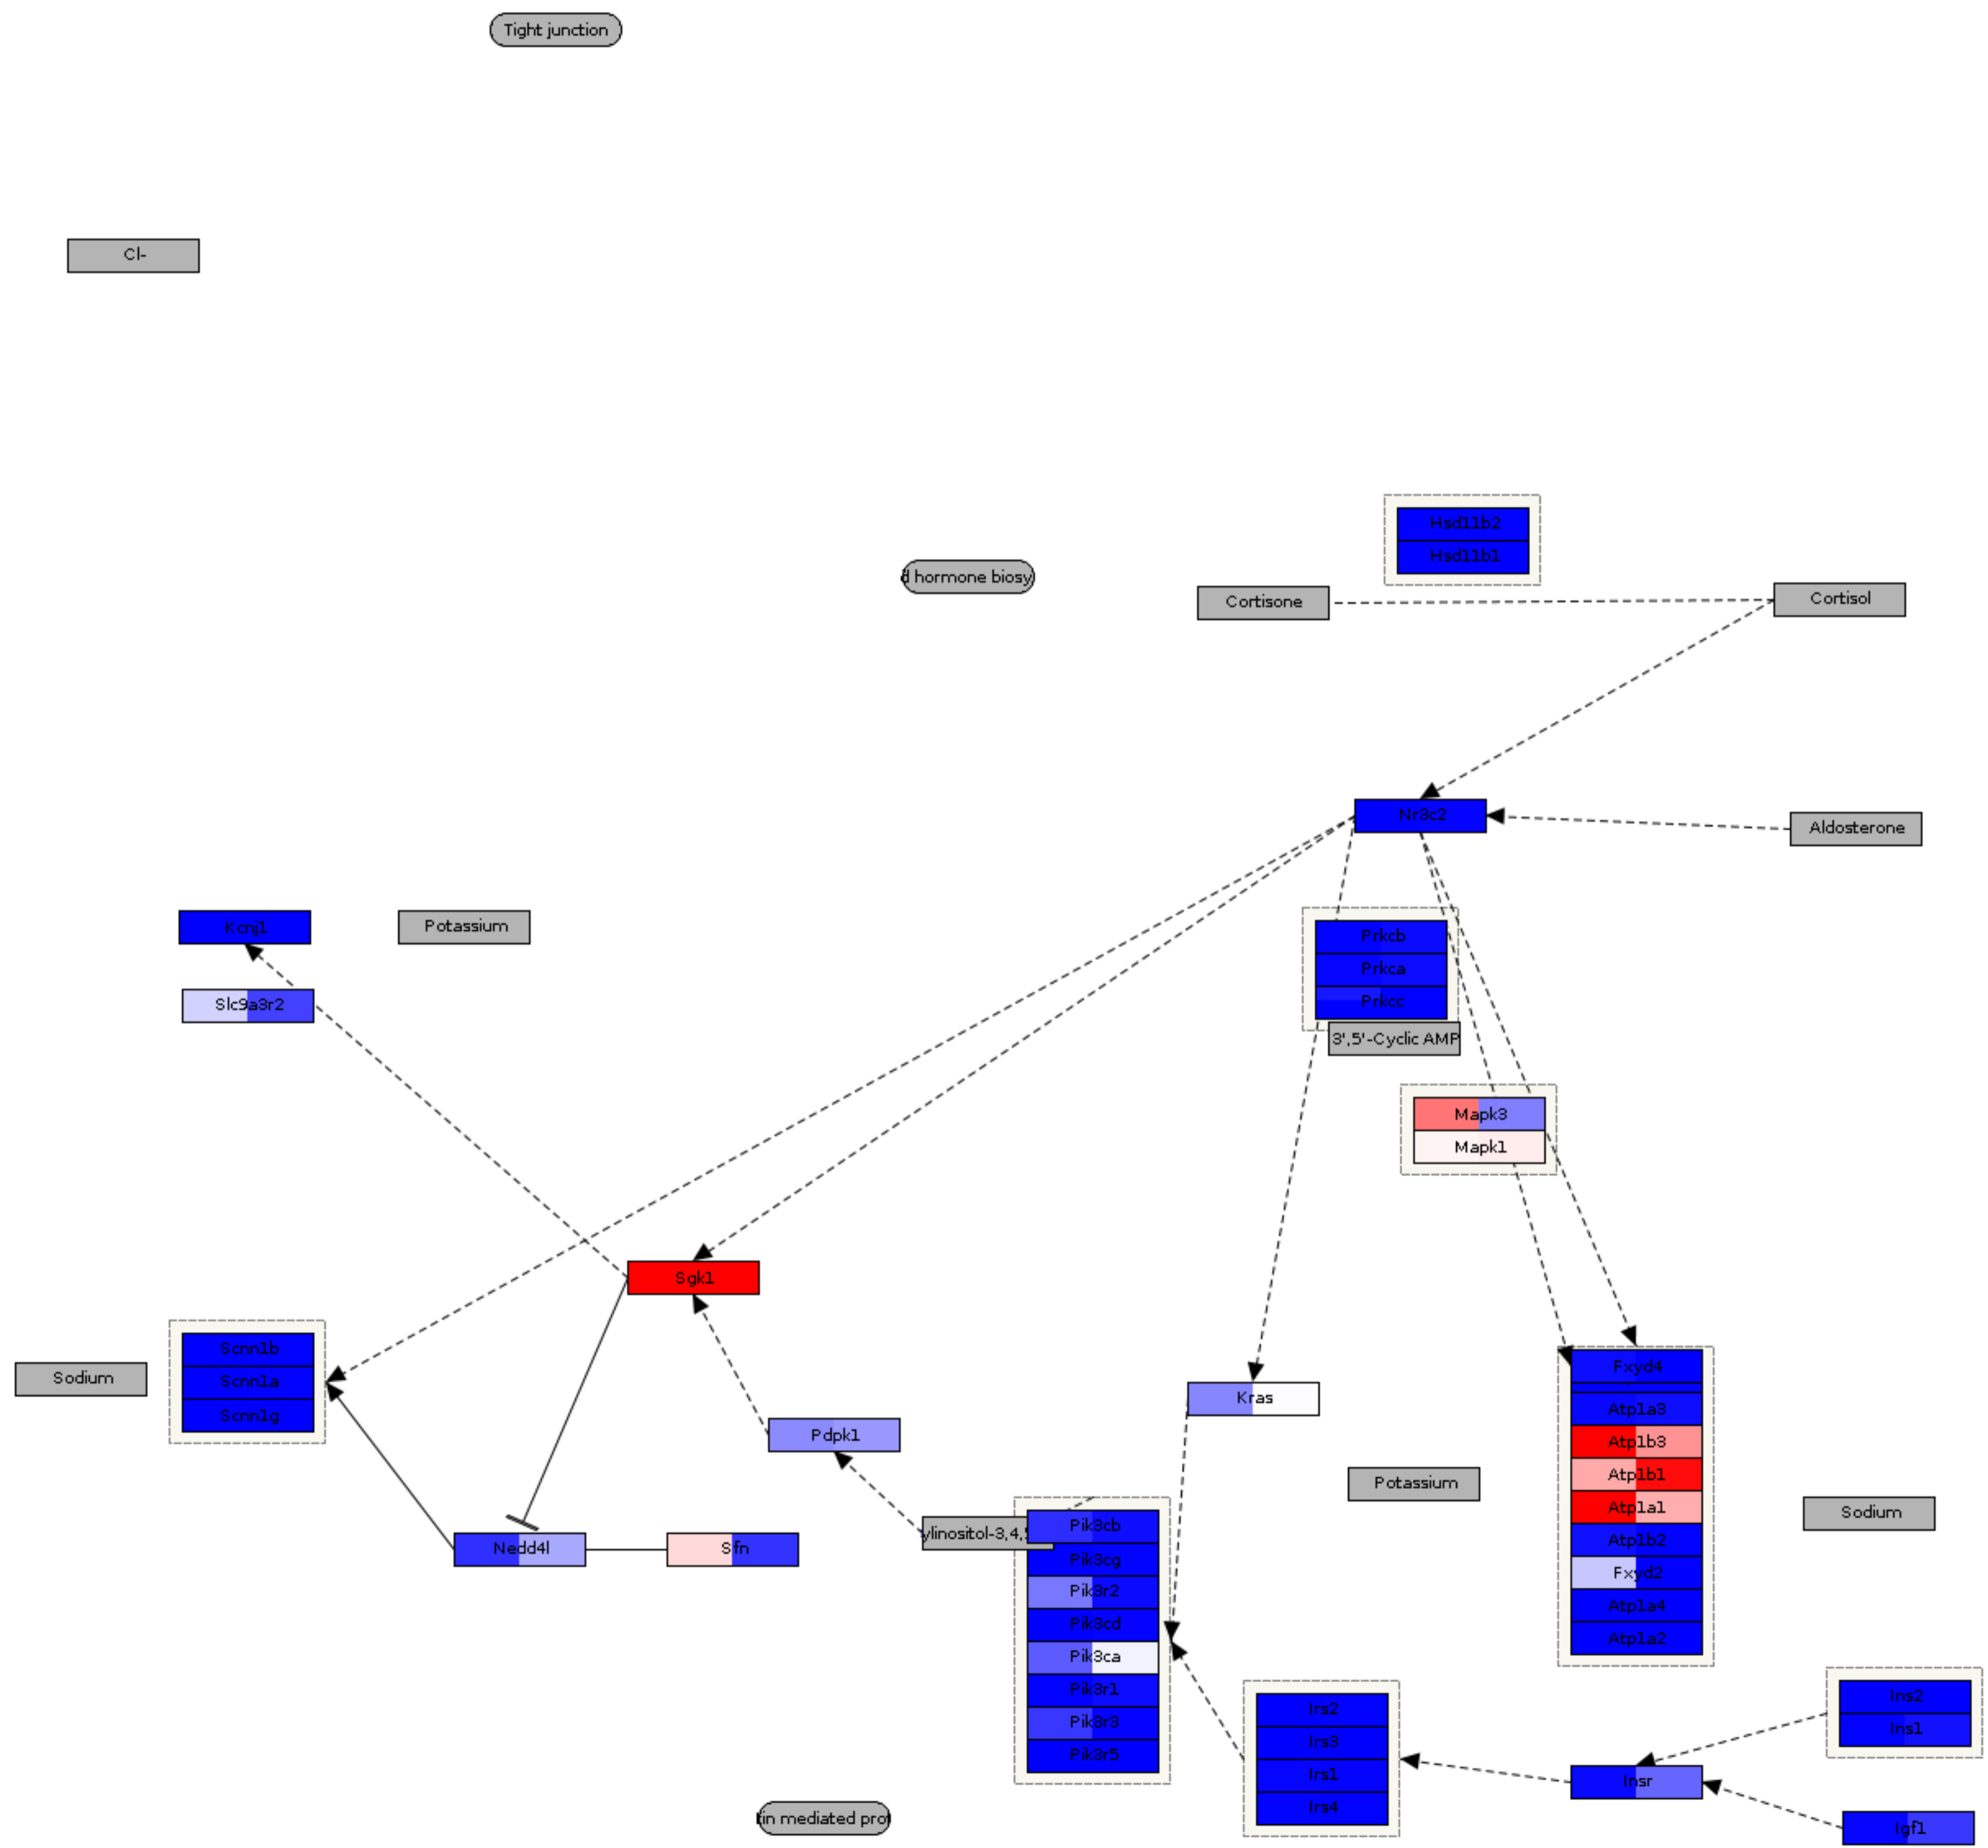 Tight junction
Cl-
Hsd11b2
Hsd11b1
d hormone biosy
Cortisone
Cortisol
Nr3c2
Aldosterone
Kcnj1
Potassium
Prkcb
Prkca
Prkcc
Slc9a3r2
3',5'-Cyclic AMP
Mapk3
Mapk1
Sgk1
Scnn1b
Scnn1a
Scnn1g
Sodium
Fxyd4
Atp1a3
Atp1b3
Atp1b1
Atp1a1
Atp1b2
Fxyd2
Atp1a4
Atp1a2
Kras
Pdpk1
Potassium
Sodium
Nedd4l
Sfn
ylinositol-3,4,5
Pik3cb
Pik3cg
Pik3r2
Pik3cd
Pik3ca
Pik3r1
Pik3r3
Pik3r5
Irs2
Irs3
Irs1
Irs4
Ins2
Ins1
Insr
Igf1
tin mediated prot